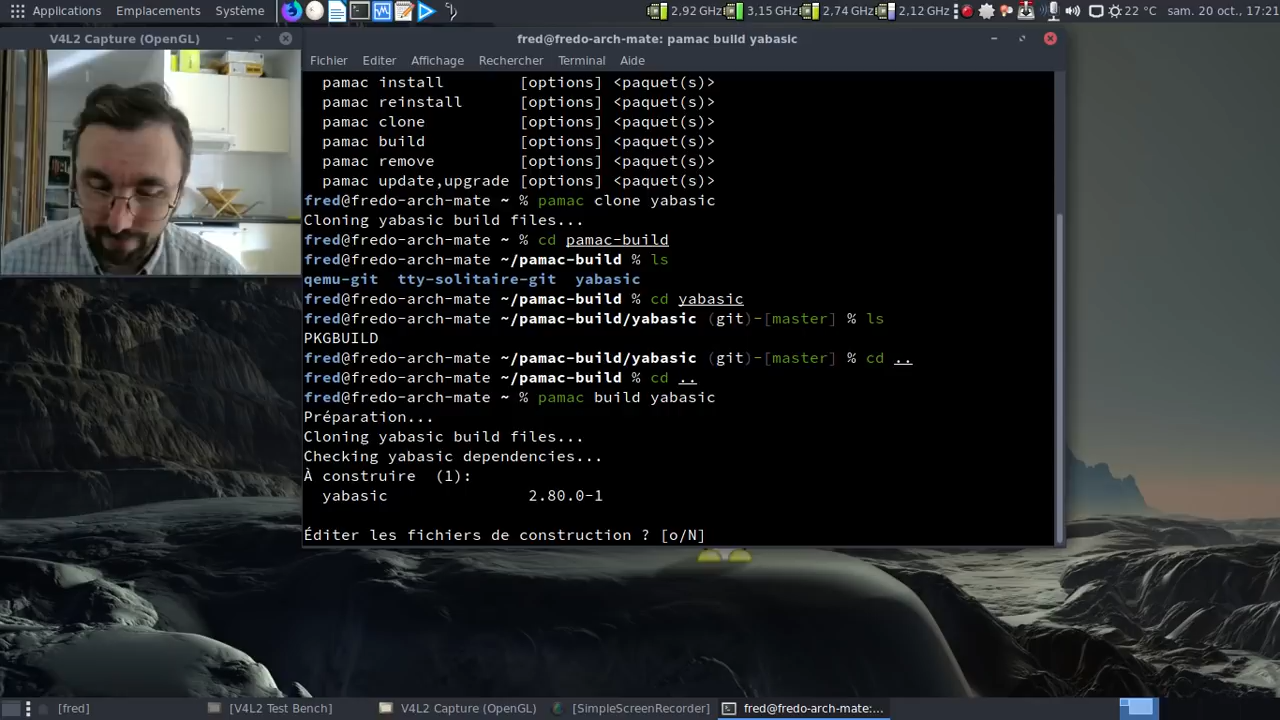 Applications Emplacements Système 2,92 GHz 3,15 GHz 2,74 GHz 2,12 GHz 22 °C sam. 20 oct., 17:21
V4L2 Capture (OpenGL)
fred@fredo-arch-mate: pamac build yabasic
Fichier Editer Affichage Rechercher Terminal Aide
pamac install [options] <paquet(s)>
pamac reinstall [options] <paquet(s)>
pamac clone [options] <paquet(s)>
pamac build [options] <paquet(s)>
pamac remove [options] <paquet(s)>
pamac update,upgrade [options] <paquet(s)>
fred@fredo-arch-mate ~ % pamac clone yabasic
Cloning yabasic build files...
fred@fredo-arch-mate ~ % cd pamac-build
fred@fredo-arch-mate ~/pamac-build % ls
qemu-git tty-solitaire-git yabasic
fred@fredo-arch-mate ~/pamac-build % cd yabasic
fred@fredo-arch-mate ~/pamac-build/yabasic (git)-[master] % ls
PKGBUILD
fred@fredo-arch-mate ~/pamac-build/yabasic (git)-[master] % cd ..
fred@fredo-arch-mate ~/pamac-build % cd ..
fred@fredo-arch-mate ~ % pamac build yabasic
Préparation...
Cloning yabasic build files...
Checking yabasic dependencies...
À construire (1):
yabasic 2.80.0-1
Éditer les fichiers de construction ? [o/N]
[fred] [V4L2 Test Bench] V4L2 Capture (OpenGL) [SimpleScreenRecorder] fred@fredo-arch-mate:...